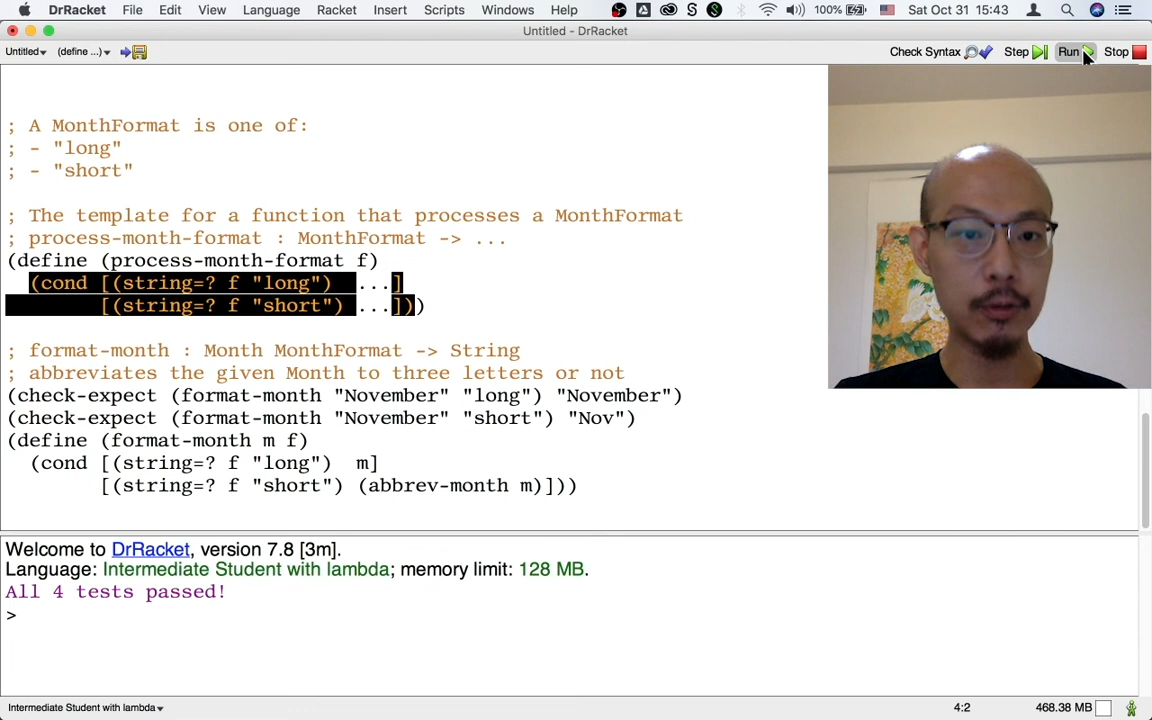 DrRacket File Edit View Language Racket Insert Scripts Windows Help 100% Sat Oct 31 15:43
Untitled - DrRacket
Untitled (define ...) Check Syntax Step Run Stop
; A MonthFormat is one of:
; - "long"
; - "short"
; The template for a function that processes a MonthFormat
; process-month-format : MonthFormat -> ...
(define (process-month-format f)
(cond [(string=? f "long") ...]
[(string=? f "short") ...]))
; format-month : Month MonthFormat -> String
; abbreviates the given Month to three letters or not
(check-expect (format-month "November" "long") "November")
(check-expect (format-month "November" "short") "Nov")
(define (format-month m f)
(cond [(string=? f "long") m]
[(string=? f "short") (abbrev-month m)]))
Welcome to DrRacket, version 7.8 [3m].
Language: Intermediate Student with lambda; memory limit: 128 MB.
All 4 tests passed!
>
Intermediate Student with lambda 4:2 468.38 MB